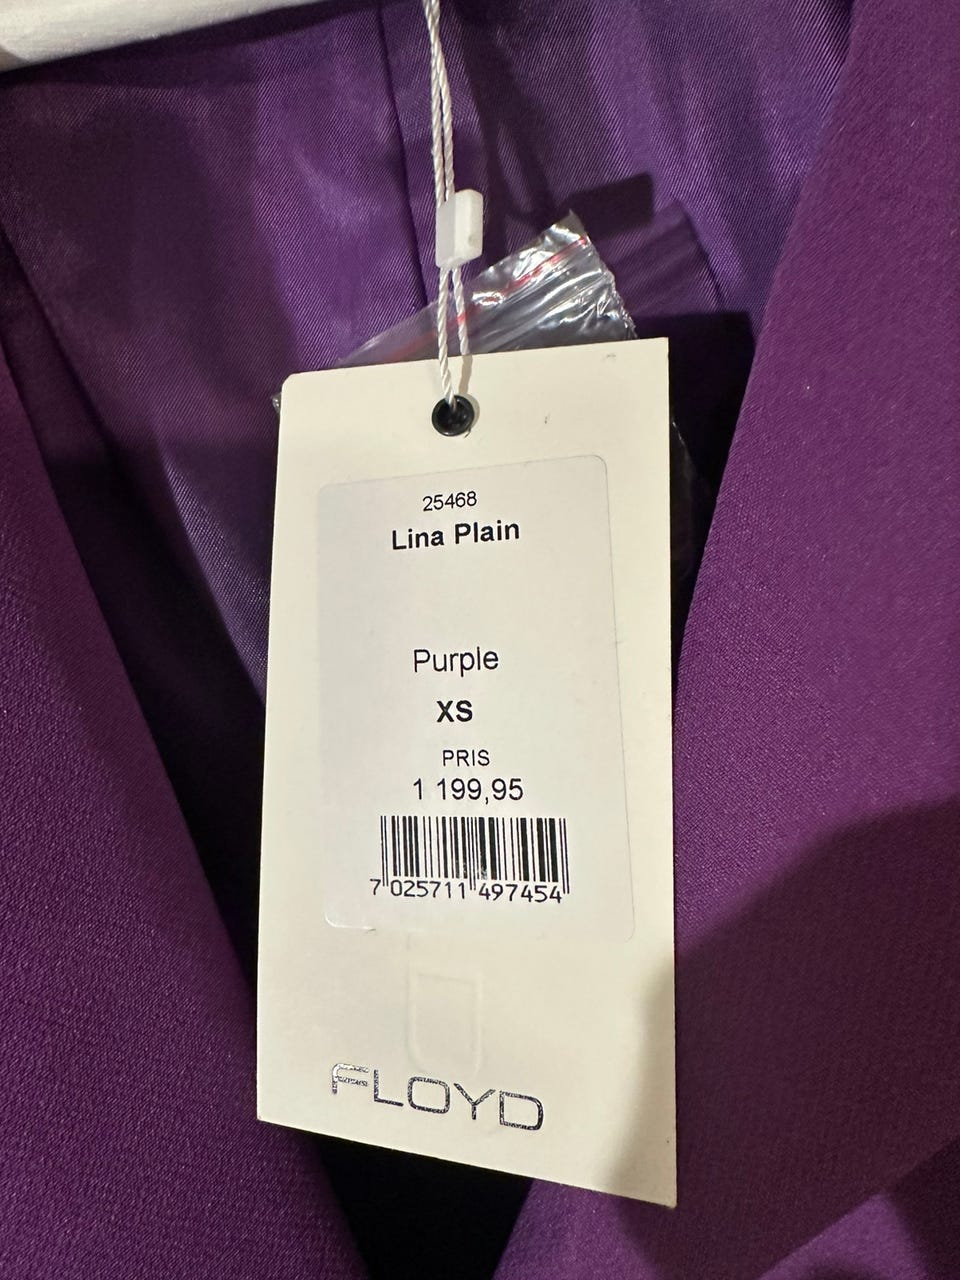 25468
Lina Plain
Purple
XS
PRIS
1 199,95
7 025711 497454
FLOYD